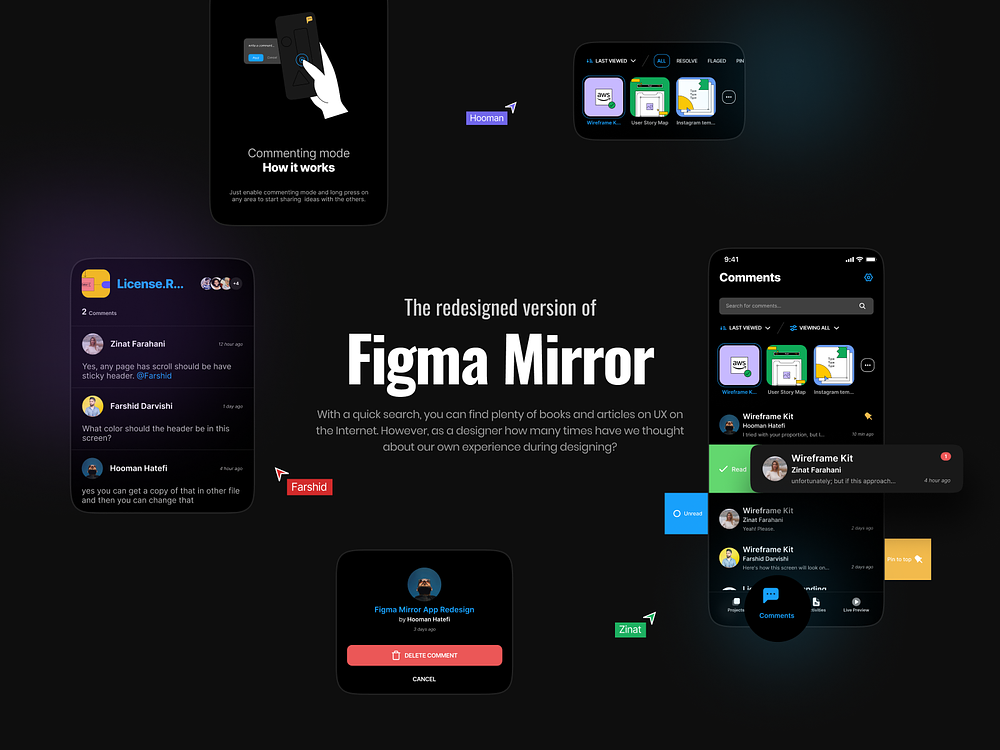 Write a comment...
Commenting mode
How it works
Just enable commenting mode and long press on
any area to start sharing ideas with the others.
Hooman
LAST VIEWED
ALL
RESOLVE
FLAGED
PIN
aws
Wireframe K...
User Story Map
Instagram tem...
License.R...
+4
2 Comments
Zinat Farahani
12 hour ago
Yes, any page has scroll should be have
sticky header. @Farshid
Farshid Darvishi
1 day ago
What color should the header be in this
screen?
Hooman Hatefi
4 hour ago
yes you can get a copy of that in other file
and then you can change that
Farshid
The redesigned version of
Figma Mirror
With a quick search, you can find plenty of books and articles on UX on
the Internet. However, as a designer how many times have we thought
about our own experience during designing?
9:41
Comments
Search for comments...
LAST VIEWED
VIEWING ALL
aws
Wireframe K...
User Story Map
Instagram tem...
Wireframe Kit
Hooman Hatefi
I tried with your proportion, but I...
10 min ago
Read
Wireframe Kit
1
Zinat Farahani
unfortunately; but if this approach...
4 hour ago
Unread
Wireframe Kit
Zinat Farahani
Yeah! Please.
2 days ago
Wireframe Kit
Farshid Darvishi
Here's how this screen will look on...
3 days ago
Pin to top
Projects
Comments
Live Preview
Figma Mirror App Redesign
by Hooman Hatefi
3 days ago
DELETE COMMENT
CANCEL
Zinat